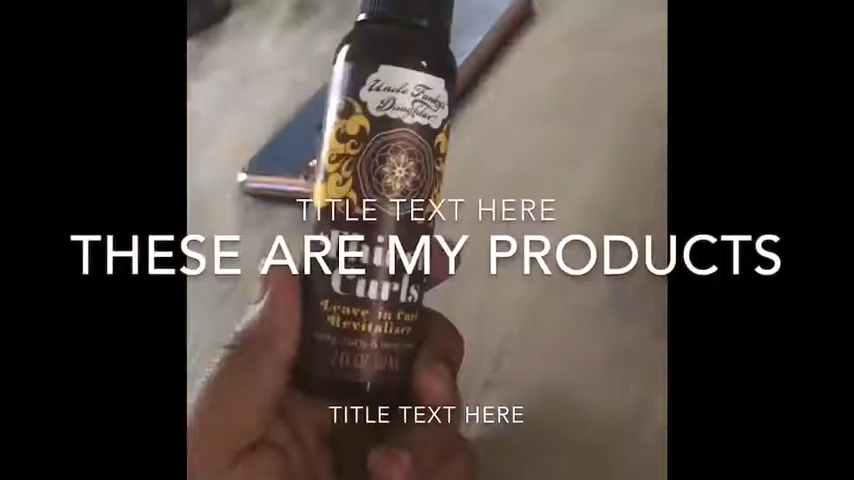 Uncle Funky's
Daughter
TITLE TEXT HERE
THESE ARE MY PRODUCTS
Curls
Leave in Curl
Revitalizer
TITLE TEXT HERE